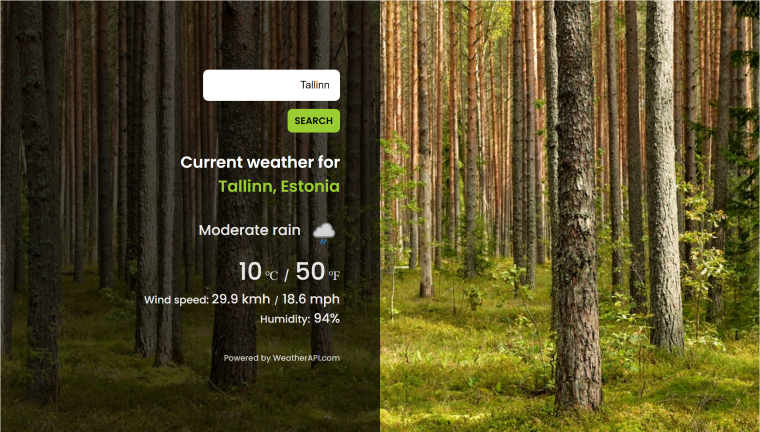 Tallinn
SEARCH
Current weather for
Tallinn, Estonia
Moderate rain
10 °C / 50 °F
Wind speed: 29.9 kmh / 18.6 mph
Humidity: 94%
Powered by WeatherAPI.com